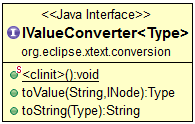 <<Java Interface>>
IValueConverter<Type>
org.eclipse.xtext.conversion
S <clinit>():void
toValue(String,INode):Type
toString(Type):String